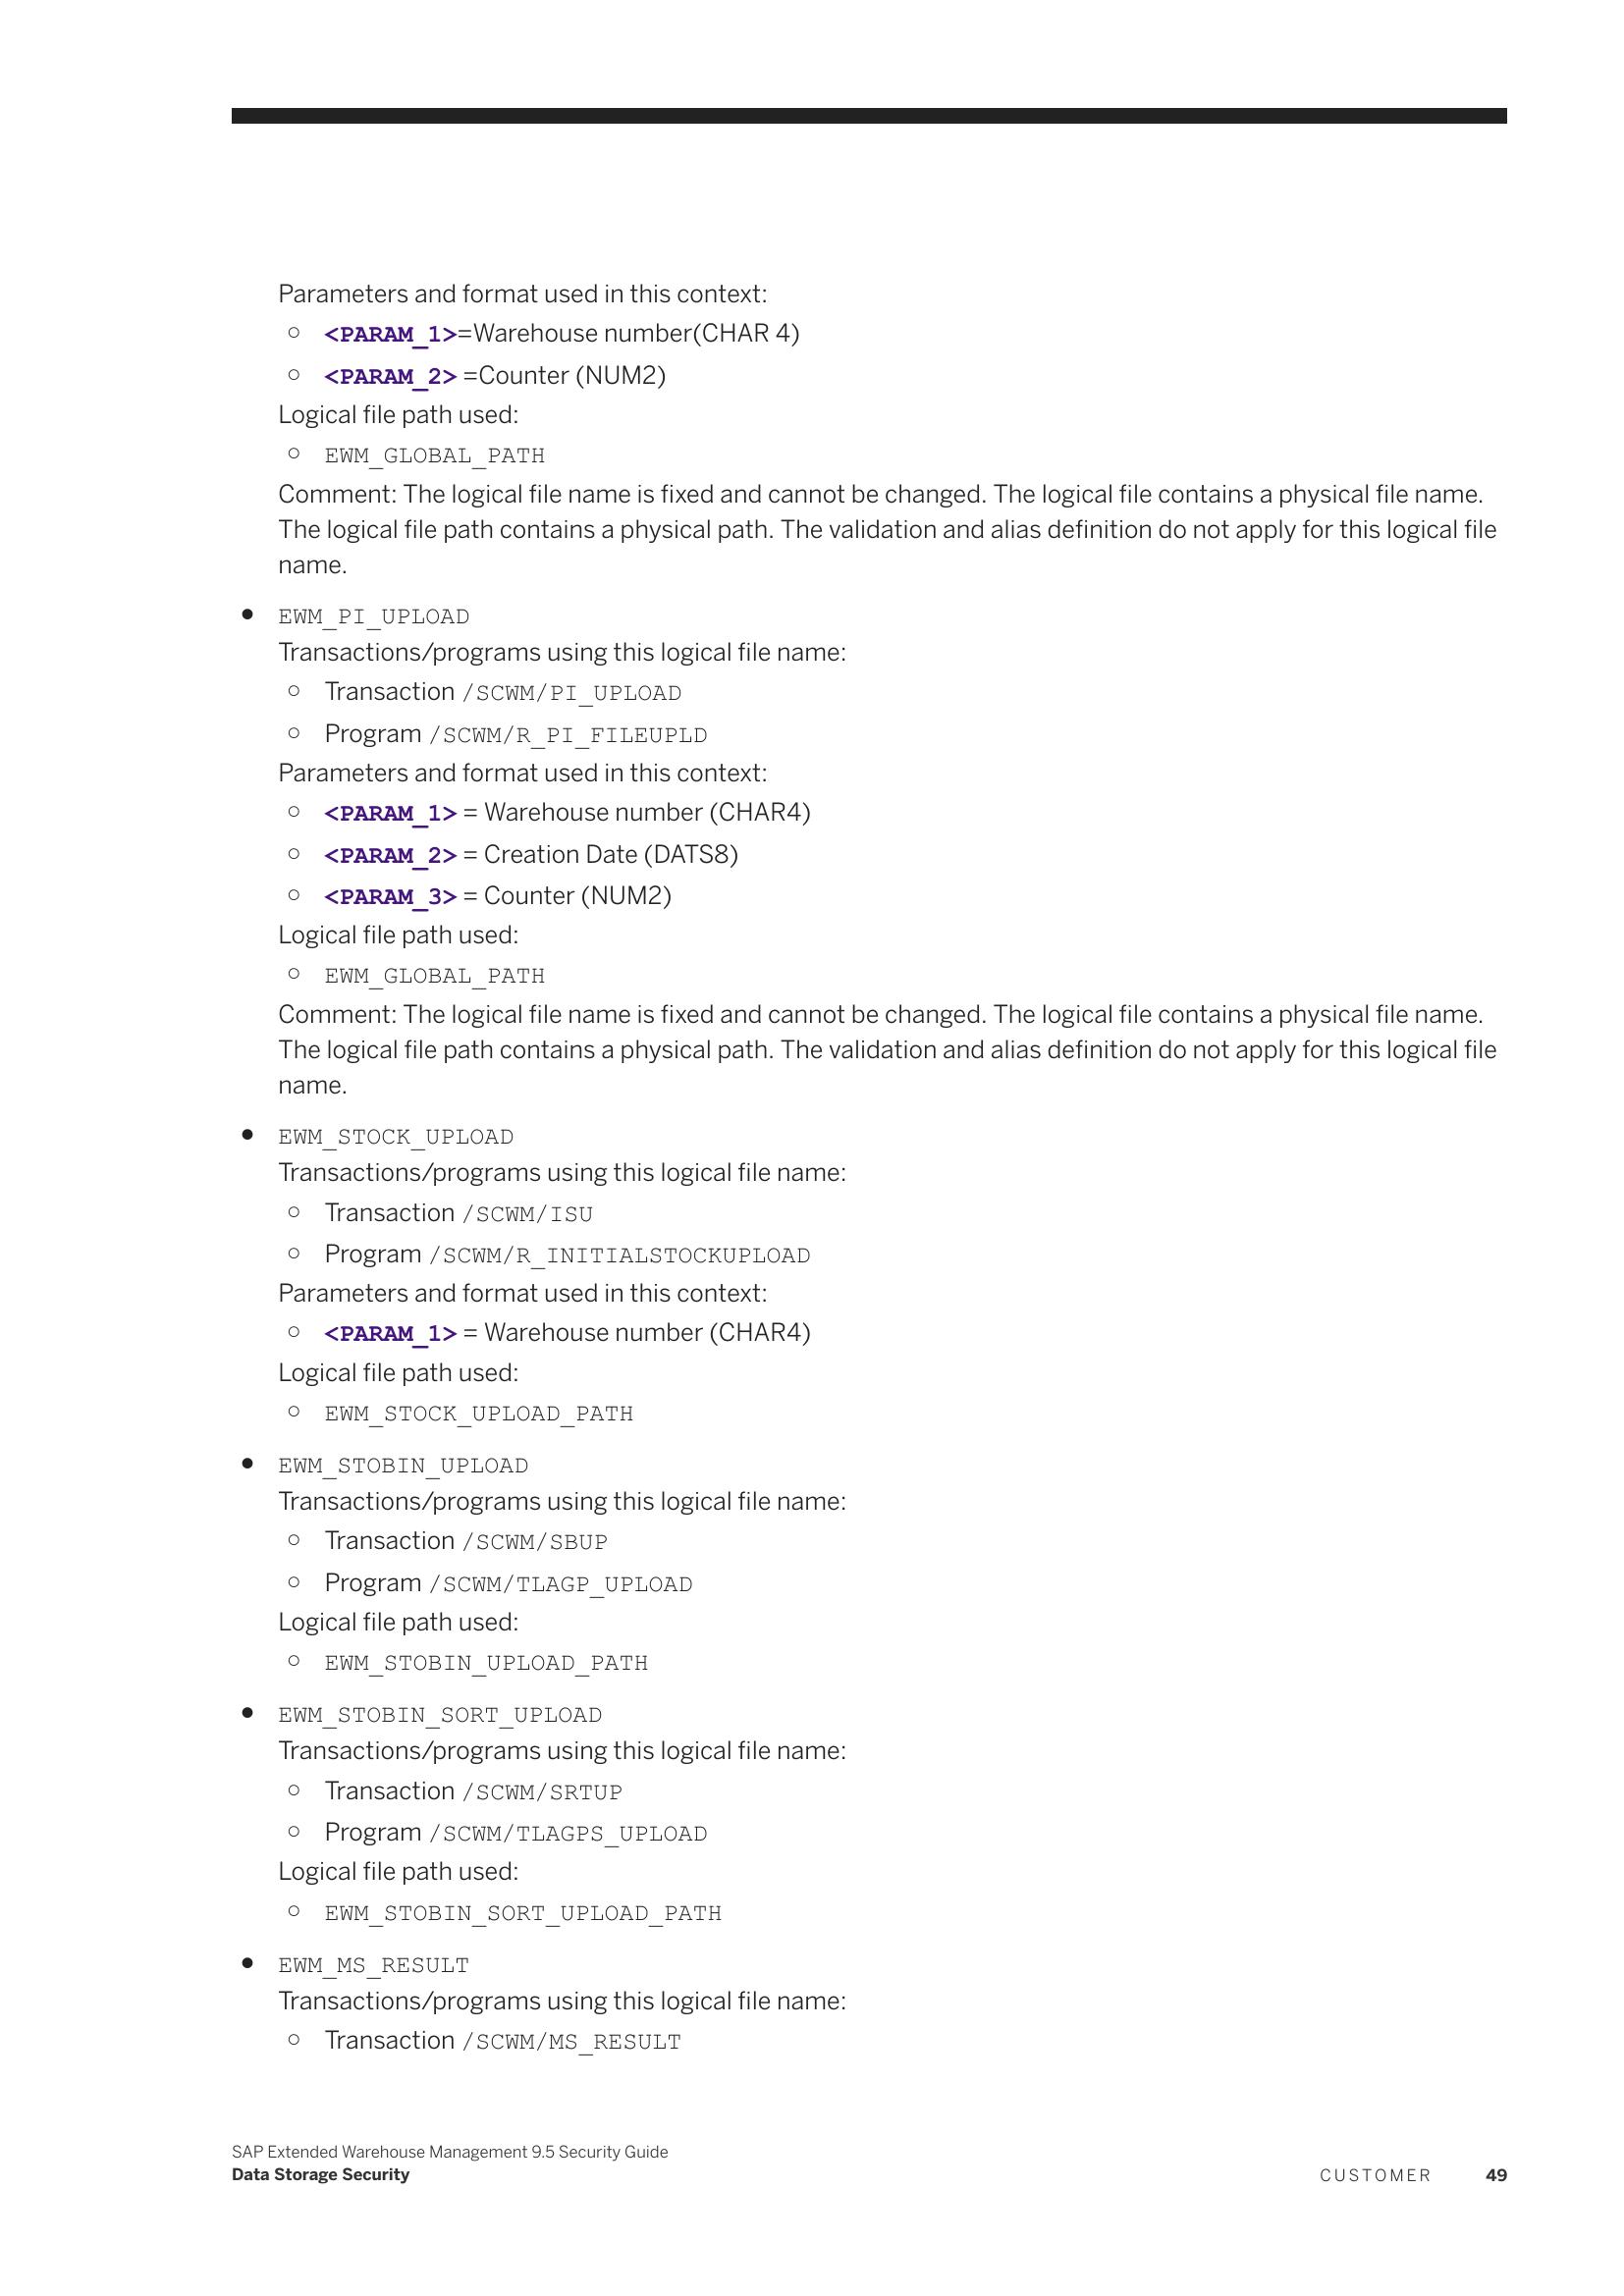 Parameters and format used in this context:
○ <PARAM_1>=Warehouse number(CHAR 4)
○ <PARAM_2> =Counter (NUM2)
Logical file path used:
○ EWM_GLOBAL_PATH
Comment: The logical file name is fixed and cannot be changed. The logical file contains a physical file name.
The logical file path contains a physical path. The validation and alias definition do not apply for this logical file
name.
● EWM_PI_UPLOAD
Transactions/programs using this logical file name:
○ Transaction /SCWM/PI_UPLOAD
○ Program /SCWM/R_PI_FILEUPLD
Parameters and format used in this context:
○ <PARAM_1> = Warehouse number (CHAR4)
○ <PARAM_2> = Creation Date (DATS8)
○ <PARAM_3> = Counter (NUM2)
Logical file path used:
○ EWM_GLOBAL_PATH
Comment: The logical file name is fixed and cannot be changed. The logical file contains a physical file name.
The logical file path contains a physical path. The validation and alias definition do not apply for this logical file
name.
● EWM_STOCK_UPLOAD
Transactions/programs using this logical file name:
○ Transaction /SCWM/ISU
○ Program /SCWM/R_INITIALSTOCKUPLOAD
Parameters and format used in this context:
○ <PARAM_1> = Warehouse number (CHAR4)
Logical file path used:
○ EWM_STOCK_UPLOAD_PATH
● EWM_STOBIN_UPLOAD
Transactions/programs using this logical file name:
○ Transaction /SCWM/SBUP
○ Program /SCWM/TLAGP_UPLOAD
Logical file path used:
○ EWM_STOBIN_UPLOAD_PATH
● EWM_STOBIN_SORT_UPLOAD
Transactions/programs using this logical file name:
○ Transaction /SCWM/SRTUP
○ Program /SCWM/TLAGPS_UPLOAD
Logical file path used:
○ EWM_STOBIN_SORT_UPLOAD_PATH
● EWM_MS_RESULT
Transactions/programs using this logical file name:
○ Transaction /SCWM/MS_RESULT
SAP Extended Warehouse Management 9.5 Security Guide
Data Storage Security
CUSTOMER 49